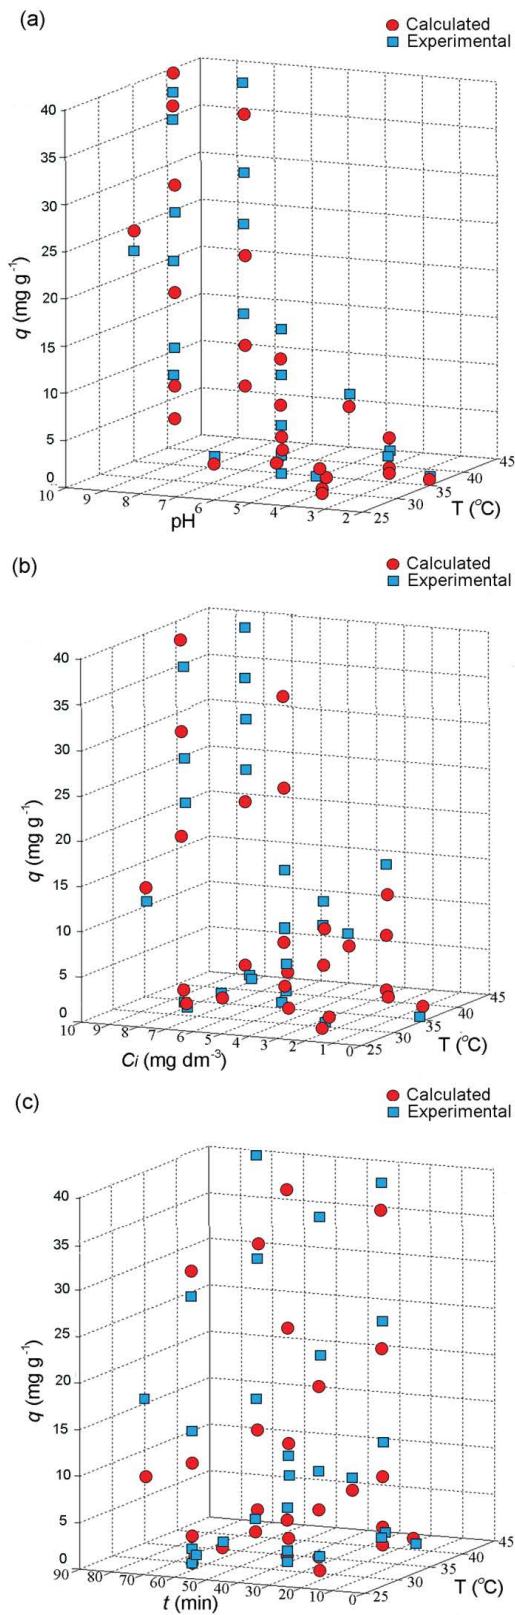 (a)
Calculated
Experimental
40
35
30
25
20
15
10
5
0
q (mg g-1)
10 9 8 7 6 5 4 3 2
pH
25 30 35 40 45
T (°C)
(b)
Calculated
Experimental
40
35
30
25
20
15
10
5
0
q (mg g-1)
10 9 8 7 6 5 4 3 2 1 0
Ci (mg dm-3)
25 30 35 40 45
T (°C)
(c)
Calculated
Experimental
40
35
30
25
20
15
10
5
0
q (mg g-1)
90 80 70 60 50 40 30 20 10 0
t (min)
25 30 35 40 45
T (°C)